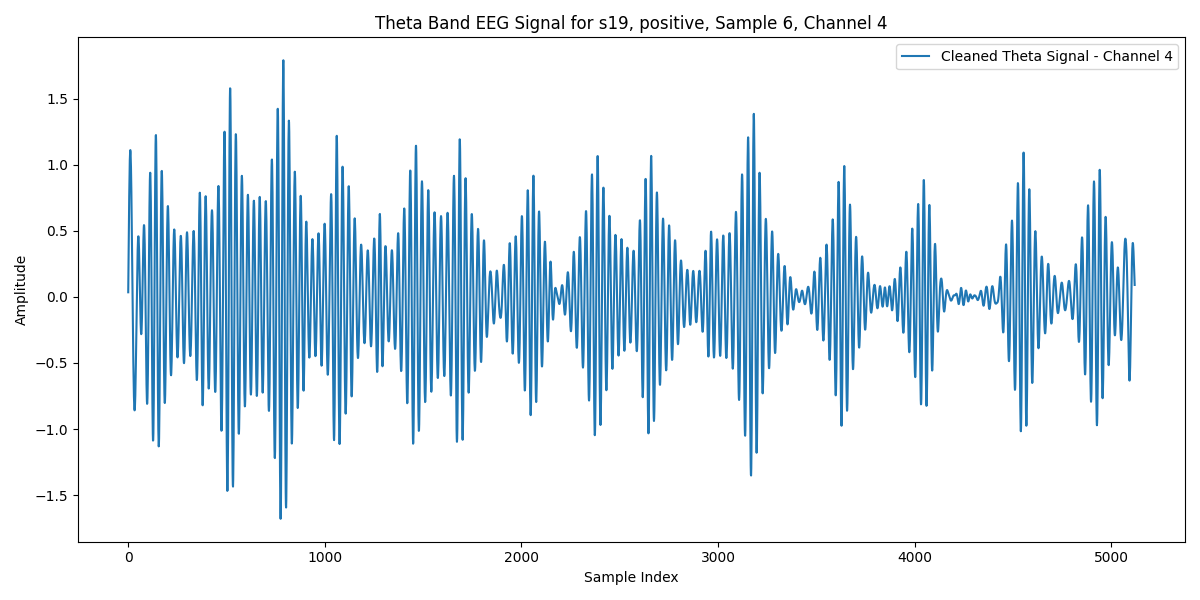 Theta Band EEG Signal for s19, positive, Sample 6, Channel 4
Cleaned Theta Signal - Channel 4
Amplitude
1.5
1.0
0.5
0.0
−0.5
−1.0
−1.5
0 1000 2000 3000 4000 5000
Sample Index